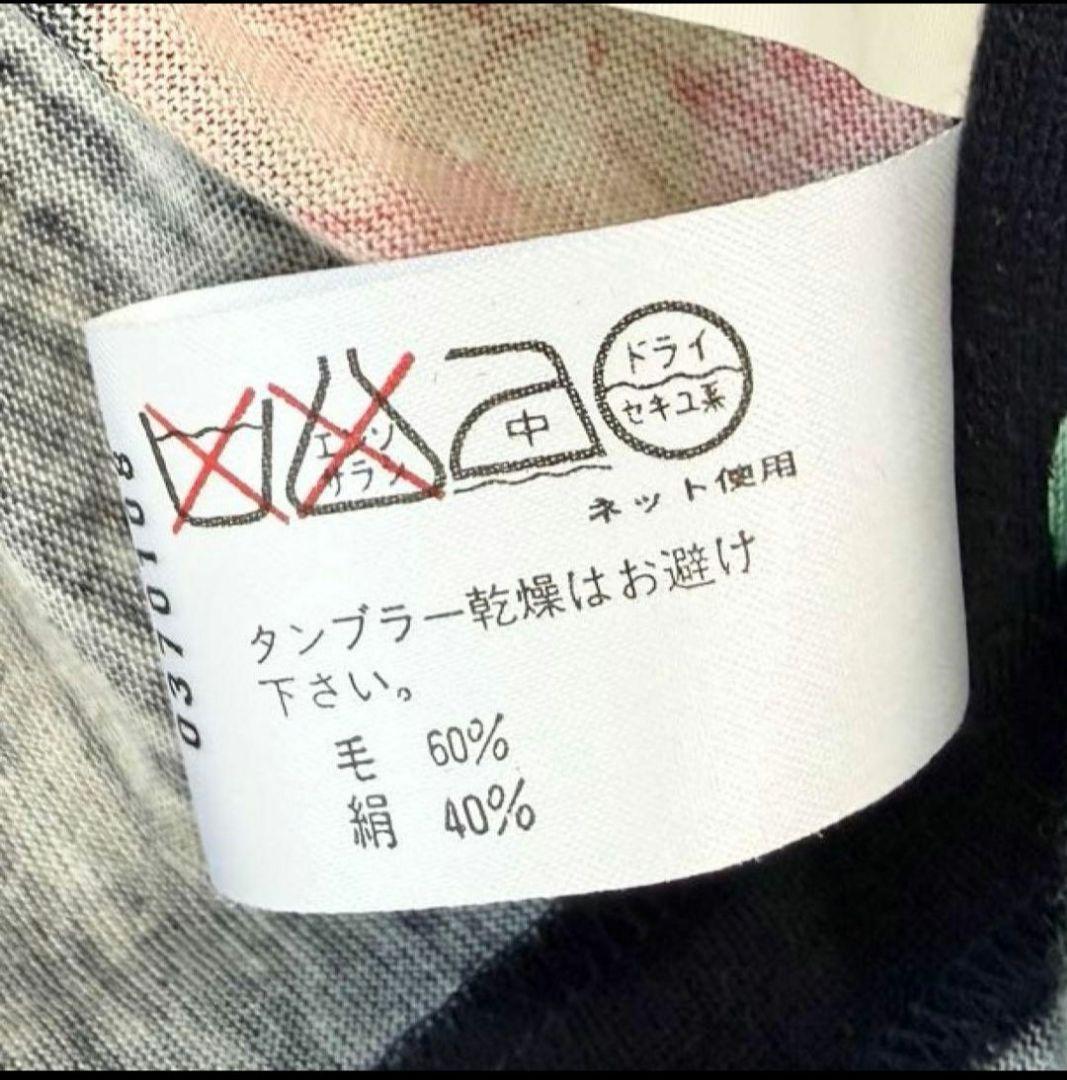 エンソ
サラシ
中
ドライ
セキユ系
ネット使用
タンブラー乾燥はお避け
下さい。
毛 60%
絹 40%